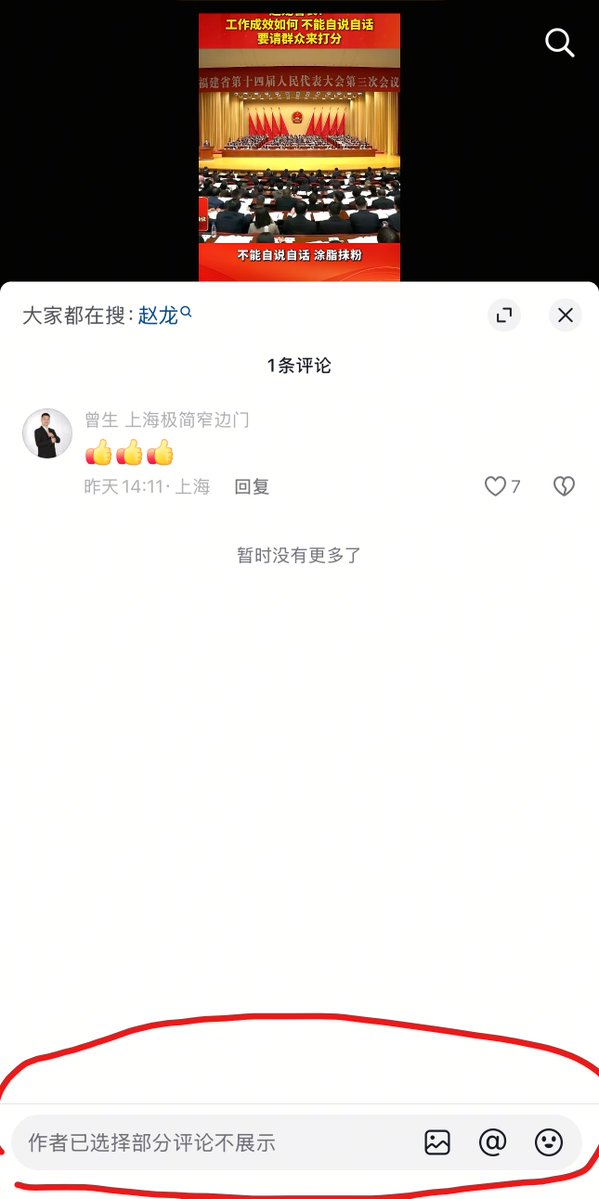 工作成效如何 不能自说自话
要请群众来打分
福建省第十四届人民代表大会第三次会议
不能自说自话 涂脂抹粉
大家都在搜：赵龙
1条评论
曾生 上海极简窄边门
昨天14:11 · 上海 回复 7
暂时没有更多了
作者已选择部分评论不展示